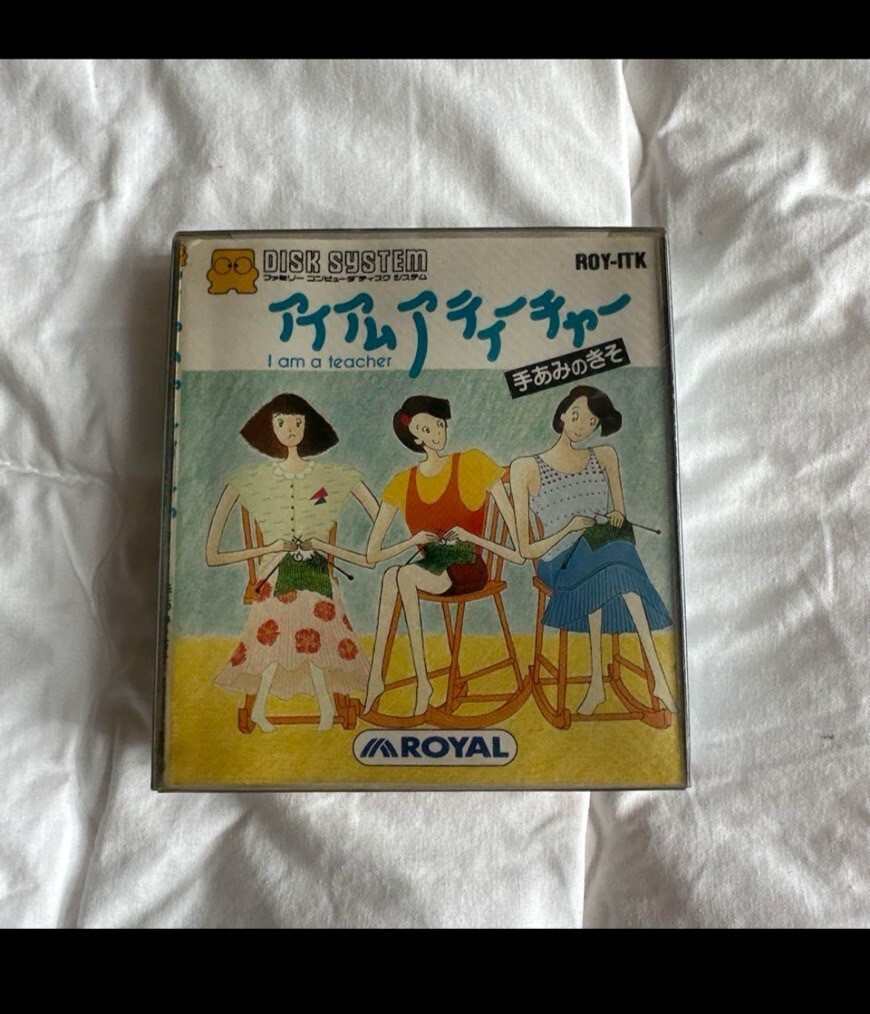 DISK SYSTEM
ファミリー コンピュータ ディスク システム
ROY-ITK
アイアムアティーチャー
I am a teacher
手あみのきそ
ROYAL